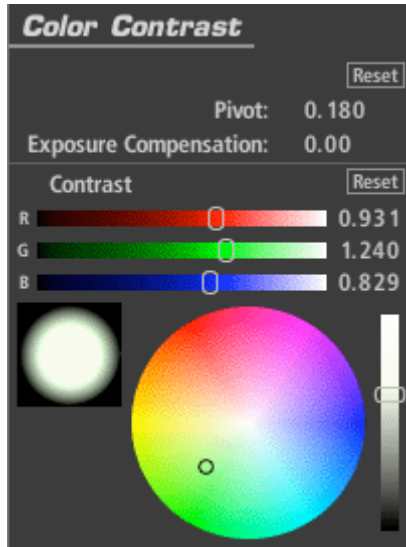 Color Contrast
Reset
Pivot: 0.180
Exposure Compensation: 0.00
Contrast Reset
R 0.931
G 1.240
B 0.829